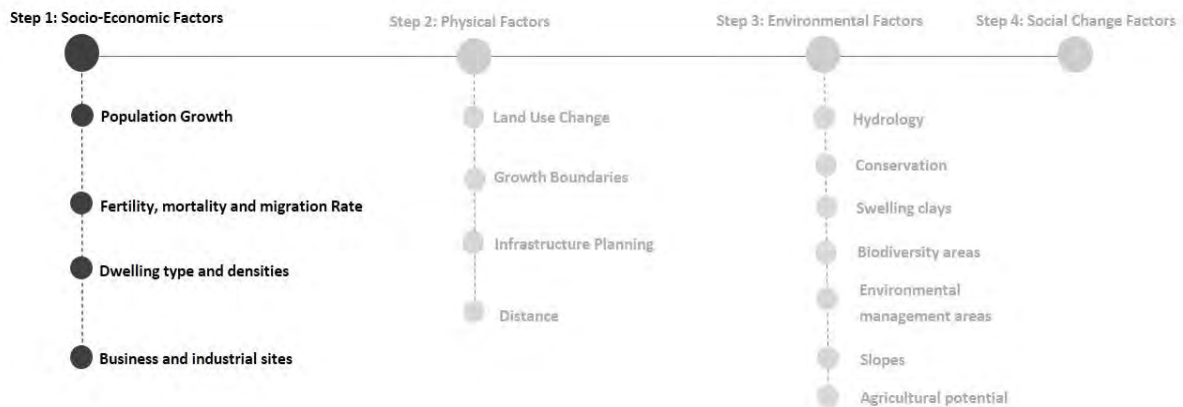 Step 1: Socio-Economic Factors
Population Growth
Fertility, mortality and migration Rate
Dwelling type and densities
Business and industrial sites
Step 2: Physical Factors
Land Use Change
Growth Boundaries
Infrastructure Planning
Distance
Step 3: Environmental Factors
Hydrology
Conservation
Swelling clays
Biodiversity areas
Environmental
management areas
Slopes
Agricultural potential
Step 4: Social Change Factors